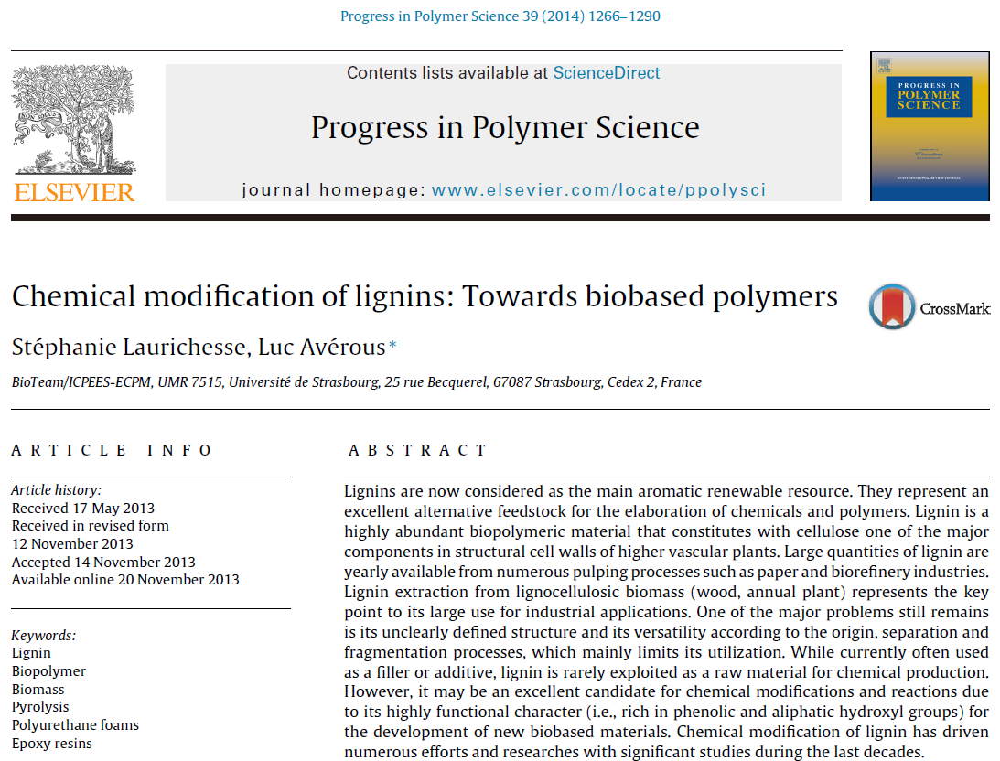 Progress in Polymer Science 39 (2014) 1266–1290
Contents lists available at ScienceDirect
Progress in Polymer Science
journal homepage: www.elsevier.com/locate/ppolysci
ELSEVIER
PROGRESS IN
POLYMER
SCIENCE
Chemical modification of lignins: Towards biobased polymers
CrossMark
Stéphanie Laurichesse, Luc Avérous*
BioTeam/ICPEES-ECPM, UMR 7515, Université de Strasbourg, 25 rue Becquerel, 67087 Strasbourg, Cedex 2, France
ARTICLE INFO
Article history:
Received 17 May 2013
Received in revised form
12 November 2013
Accepted 14 November 2013
Available online 20 November 2013
Keywords:
Lignin
Biopolymer
Biomass
Pyrolysis
Polyurethane foams
Epoxy resins
ABSTRACT
Lignins are now considered as the main aromatic renewable resource. They represent an
excellent alternative feedstock for the elaboration of chemicals and polymers. Lignin is a
highly abundant biopolymeric material that constitutes with cellulose one of the major
components in structural cell walls of higher vascular plants. Large quantities of lignin are
yearly available from numerous pulping processes such as paper and biorefinery industries.
Lignin extraction from lignocellulosic biomass (wood, annual plant) represents the key
point to its large use for industrial applications. One of the major problems still remains
is its unclearly defined structure and its versatility according to the origin, separation and
fragmentation processes, which mainly limits its utilization. While currently often used
as a filler or additive, lignin is rarely exploited as a raw material for chemical production.
However, it may be an excellent candidate for chemical modifications and reactions due
to its highly functional character (i.e., rich in phenolic and aliphatic hydroxyl groups) for
the development of new biobased materials. Chemical modification of lignin has driven
numerous efforts and researches with significant studies during the last decades.